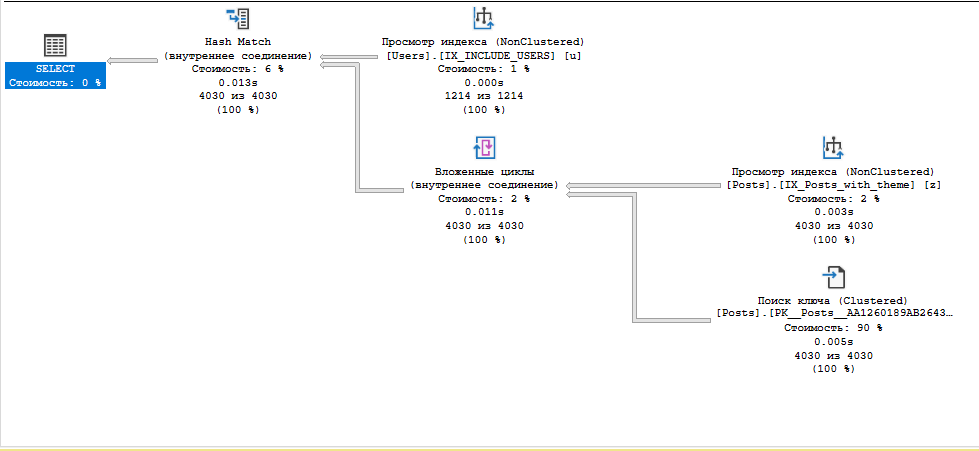 SELECT
Стоимость: 0 %
Hash Match
(внутреннее соединение)
Стоимость: 6 %
0.013s
4030 из 4030
(100 %)
Просмотр индекса (NonClustered)
[Users].[IX_INCLUDE_USERS] [u]
Стоимость: 1 %
0.000s
1214 из 1214
(100 %)
Вложенные циклы
(внутреннее соединение)
Стоимость: 2 %
0.011s
4030 из 4030
(100 %)
Просмотр индекса (NonClustered)
[Posts].[IX_Posts_with_theme] [z]
Стоимость: 2 %
0.003s
4030 из 4030
(100 %)
Поиск ключа (Clustered)
[Posts].[PK__Posts__AA1260189AB2643…
Стоимость: 90 %
0.005s
4030 из 4030
(100 %)